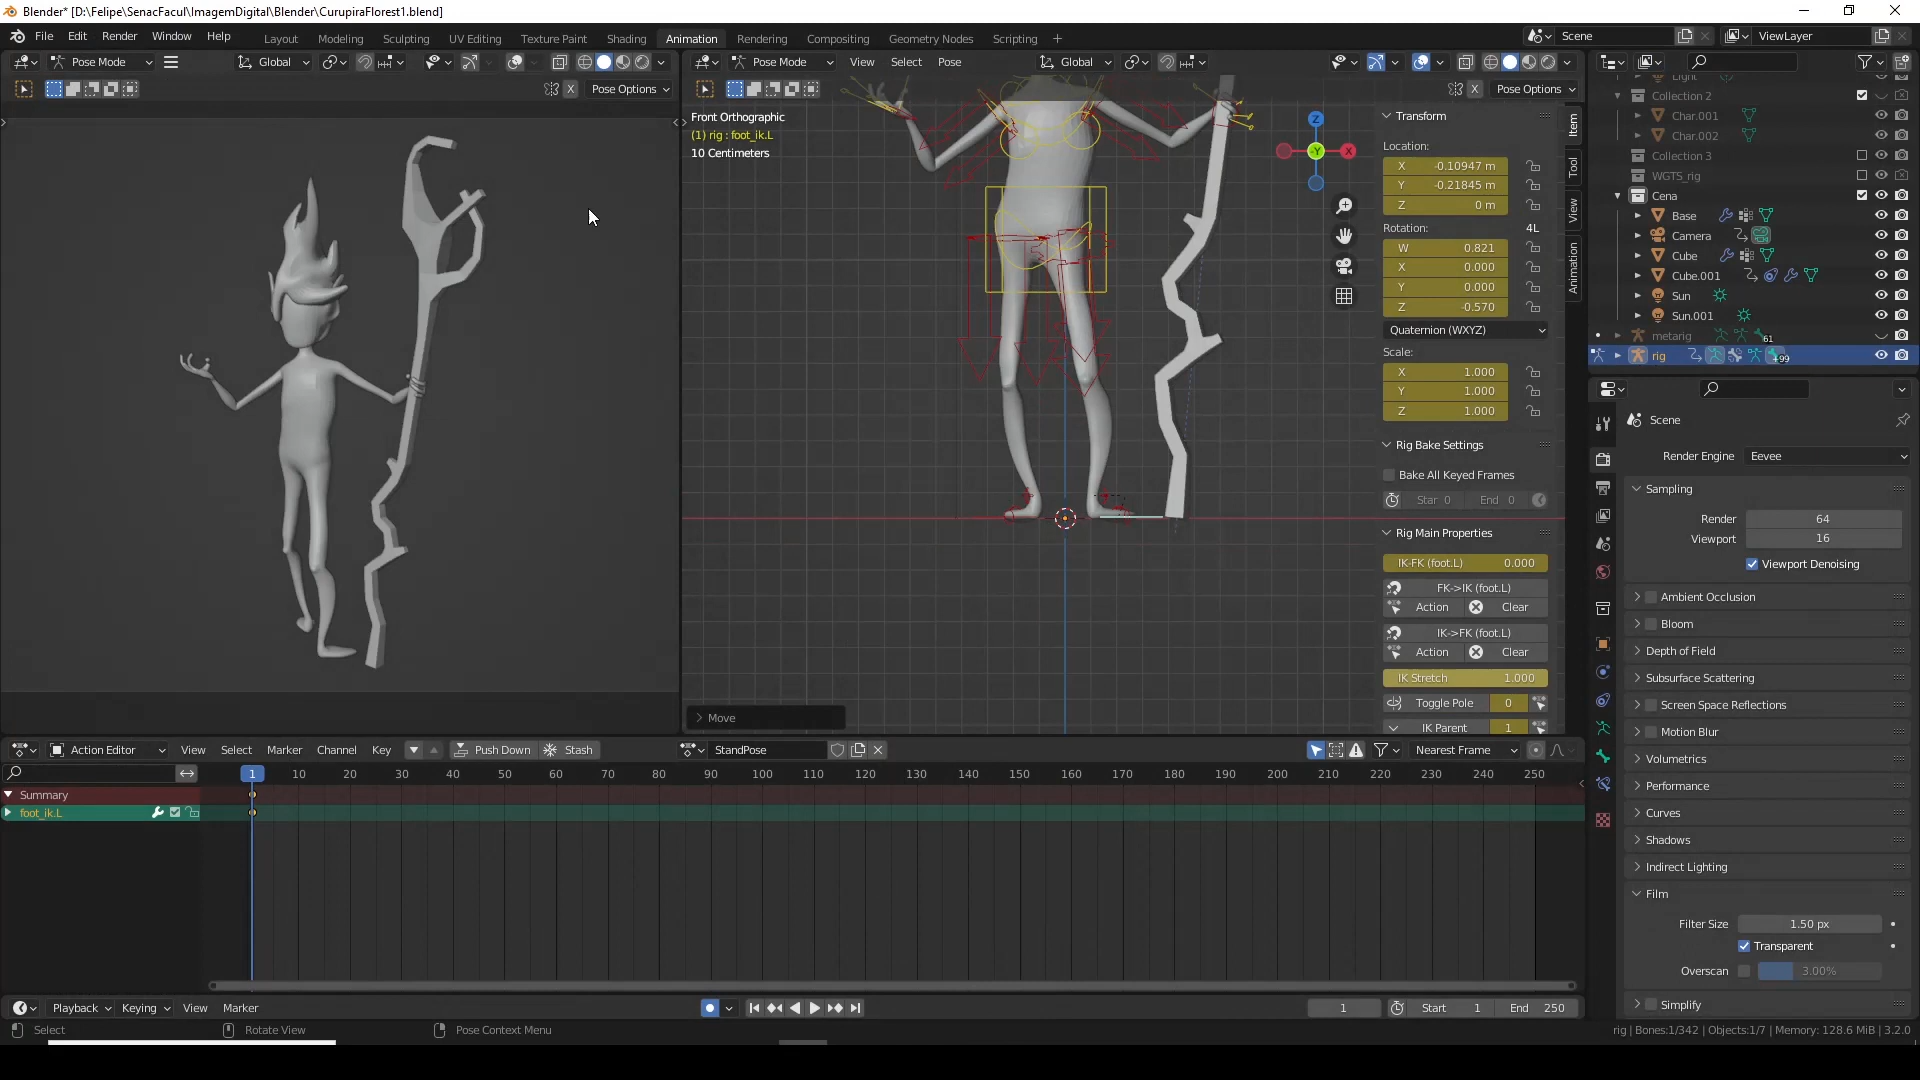 Blender* [D:\Felipe\SenacFacul\ImagemDigital\Blender\CurupiraFlorest1.blend]
File Edit Render Window Help Layout Modeling Sculpting UV Editing Texture Paint Shading Animation Rendering Compositing Geometry Nodes Scripting Scene ViewLayer
Pose Mode Global
Pose Options
Pose Mode View Select Pose Global
Pose Options
Front Orthographic
(1) rig : foot_ik.L
10 Centimeters
Z
-Y
X
Item
Tool
View
Animation
Transform
Location:
X -0.10947 m
Y -0.21845 m
Z 0 m
Rotation: 4L
W 0.821
X 0.000
Y 0.000
Z -0.570
Quaternion (WXYZ)
Scale:
X 1.000
Y 1.000
Z 1.000
Rig Bake Settings
Bake All Keyed Frames
Star 0 End 0
Rig Main Properties
IK-FK (foot.L) 0.000
FK->IK (foot.L)
Action Clear
IK->FK (foot.L)
Action Clear
IK Stretch 1.000
Toggle Pole 0
IK Parent 1
Move
Light
Collection 2
Char.001
Char.002
Collection 3
WGTS_rig
Cena
Base
Camera
Cube
Cube.001
Sun
Sun.001
metarig 61
rig +99
Scene
Render Engine Eevee
Sampling
Render 64
Viewport 16
Viewport Denoising
Ambient Occlusion
Bloom
Depth of Field
Subsurface Scattering
Screen Space Reflections
Motion Blur
Volumetrics
Performance
Curves
Shadows
Indirect Lighting
Film
Filter Size 1.50 px
Transparent
Overscan 3.00%
Simplify
Action Editor View Select Marker Channel Key Push Down Stash StandPose Nearest Frame
1 10 20 30 40 50 60 70 80 90 100 110 120 130 140 150 160 170 180 190 200 210 220 230 240 250
Summary
foot_ik.L
Playback Keying View Marker 1 Start 1 End 250
Select Rotate View Pose Context Menu rig | Bones:1/342 | Objects:1/7 | Memory: 128.6 MiB | 3.2.0